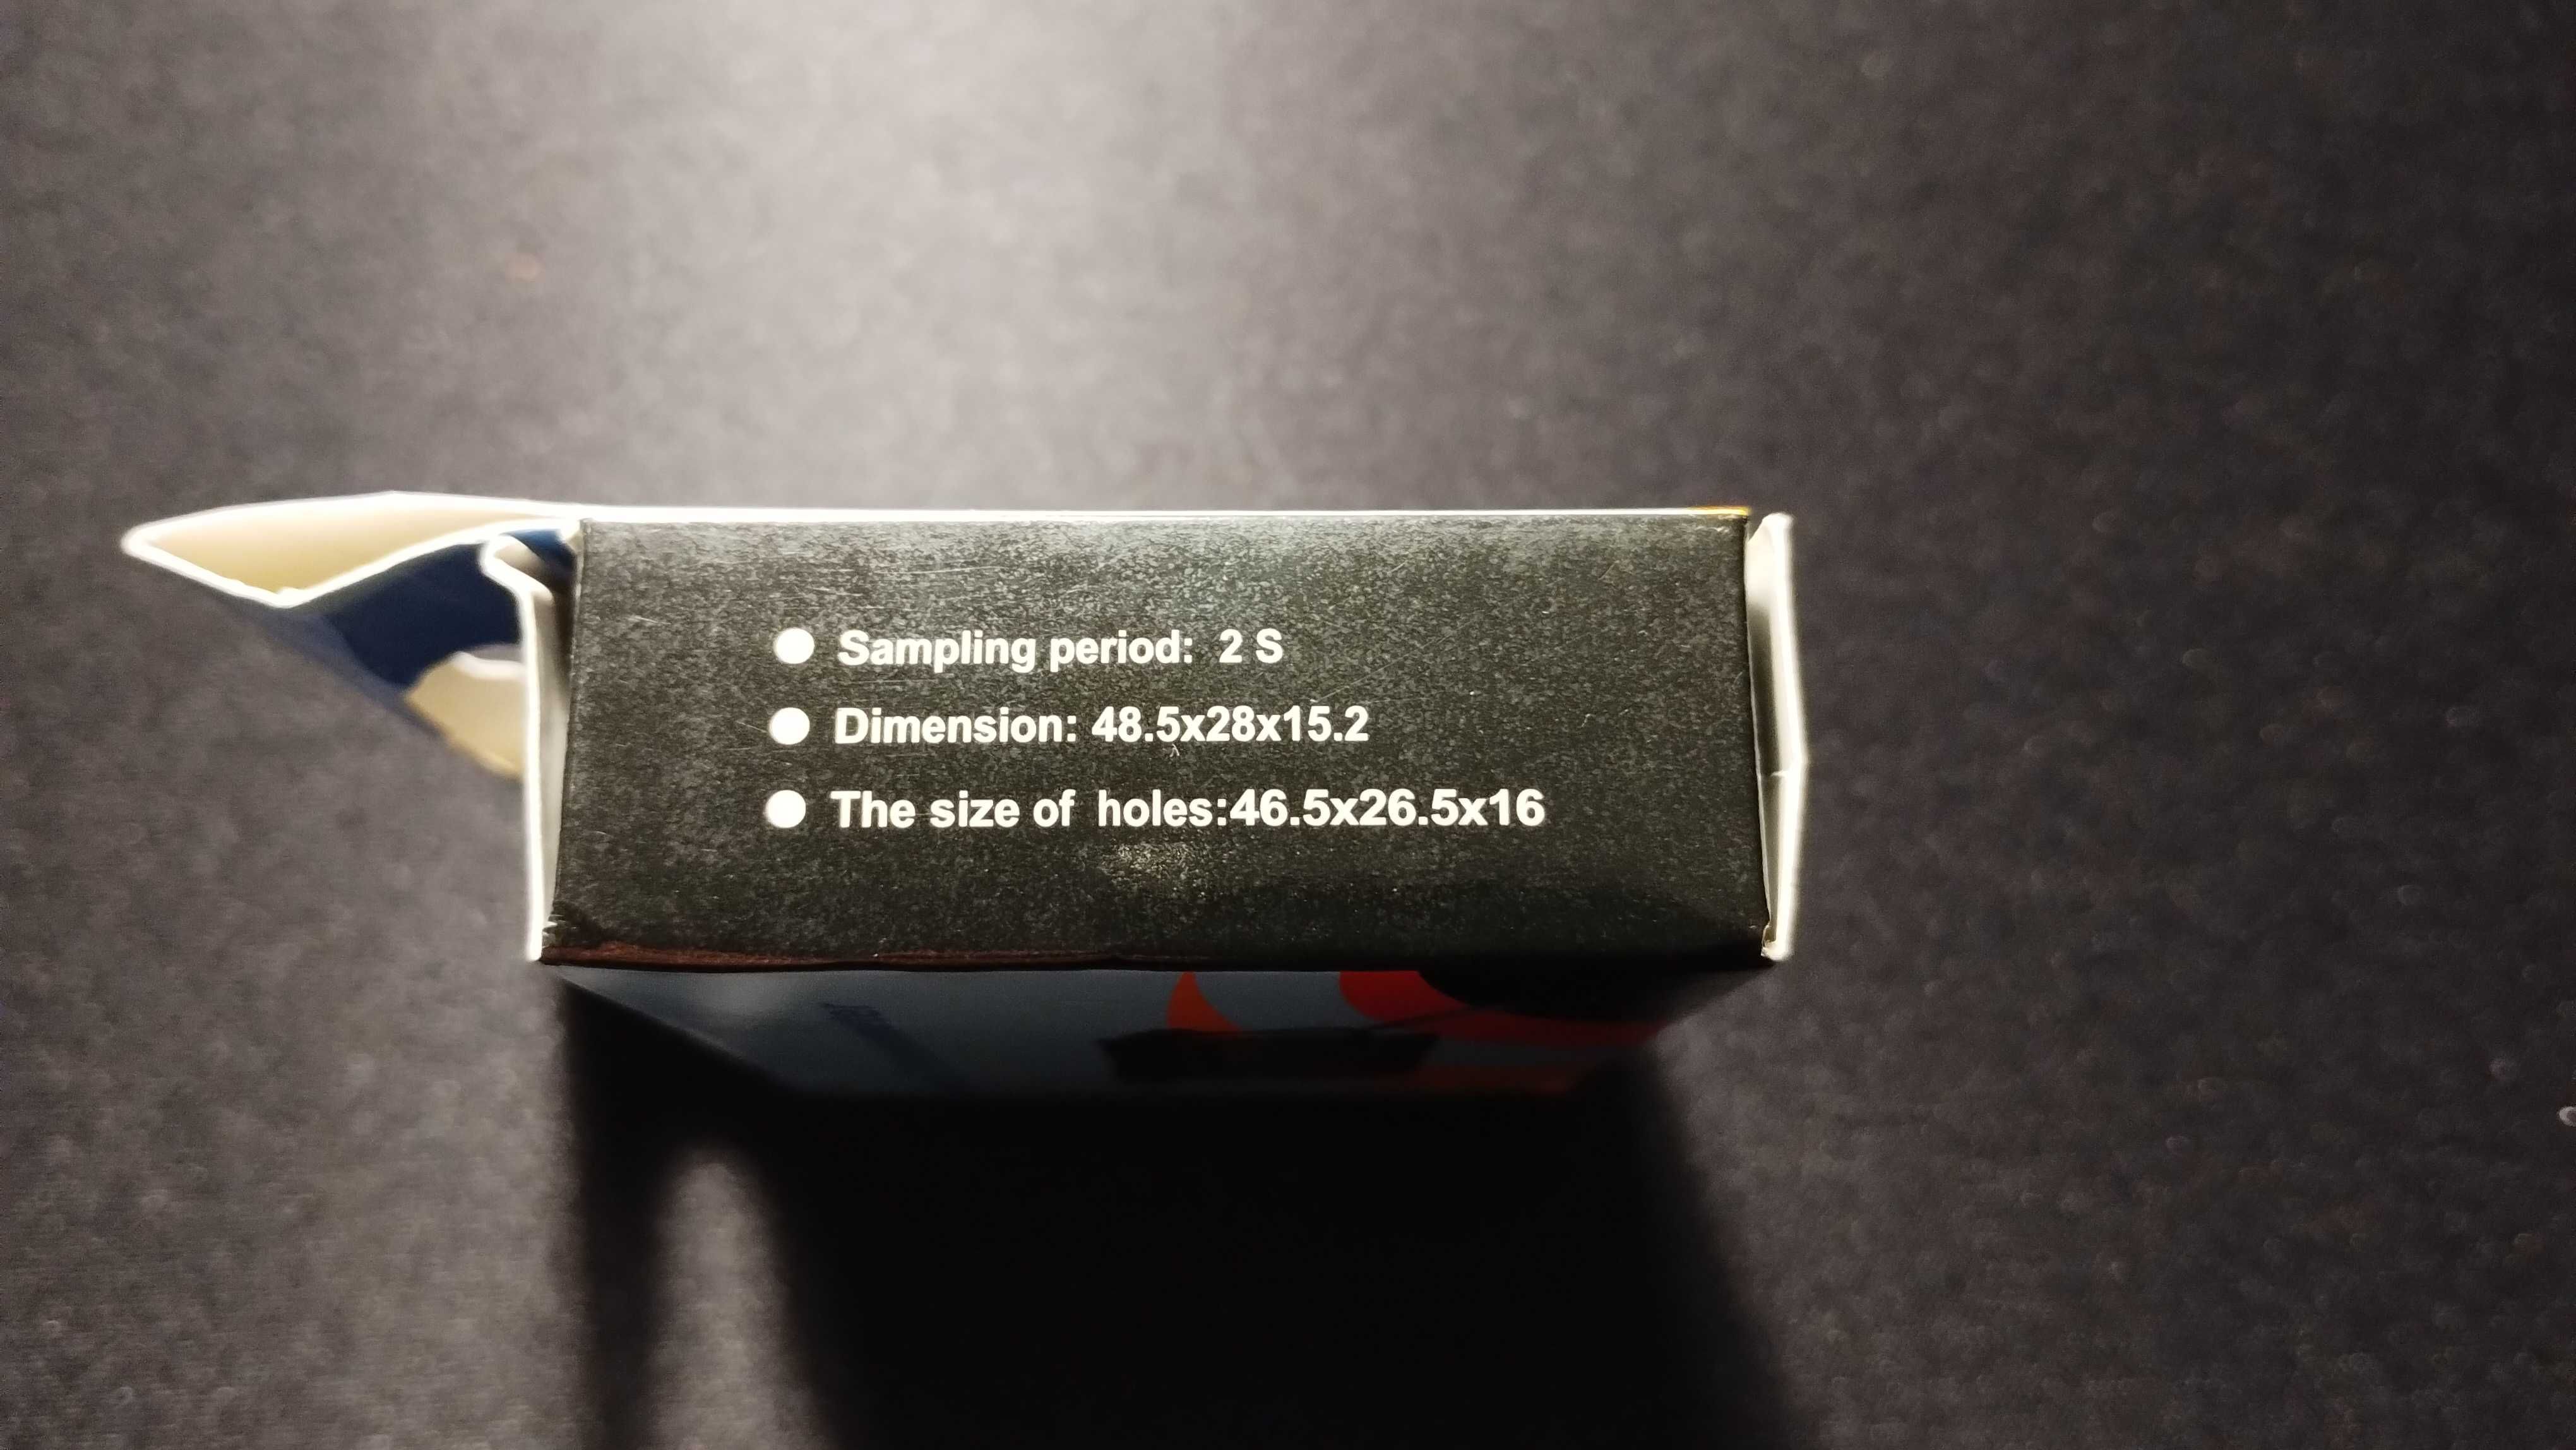 Sampling period: 2 S
Dimension: 48.5x28x15.2
The size of holes:46.5x26.5x16